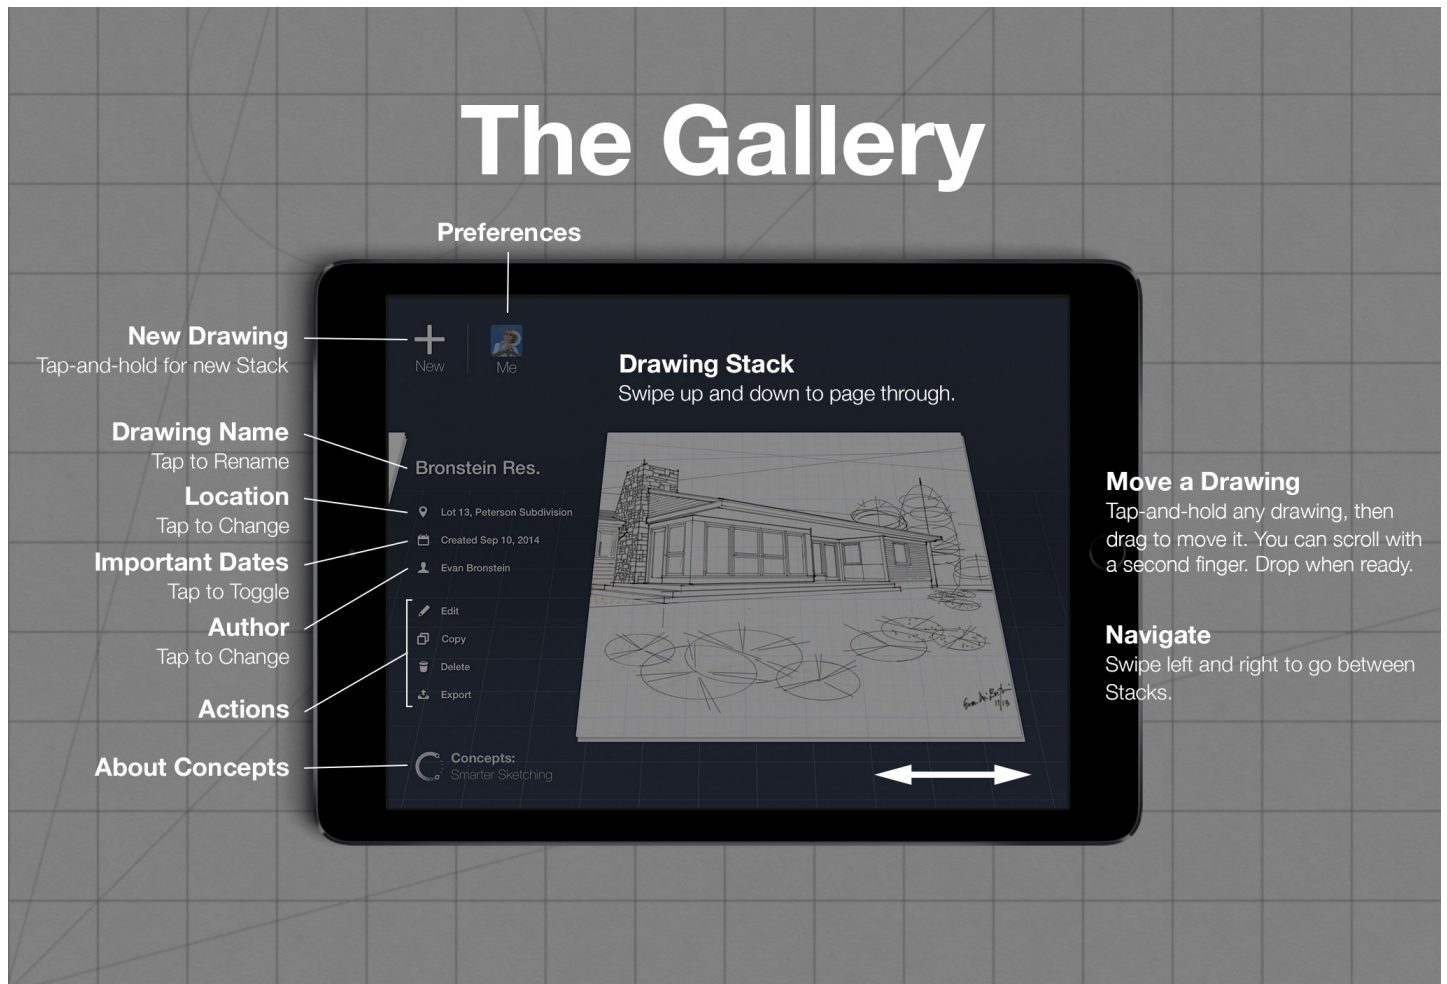 The Gallery
Preferences
New Drawing
Tap-and-hold for new Stack
New
Me
Drawing Stack
Swipe up and down to page through.
Drawing Name
Tap to Rename
Bronstein Res.
Location
Tap to Change
Lot 13, Peterson Subdivision
Important Dates
Tap to Toggle
Created Sep 10, 2014
Author
Tap to Change
Evan Bronstein
Actions
Edit
Copy
Delete
Export
About Concepts
Concepts:
Smarter Sketching
Move a Drawing
Tap-and-hold any drawing, then
drag to move it. You can scroll with
a second finger. Drop when ready.
Navigate
Swipe left and right to go between
Stacks.
11/13